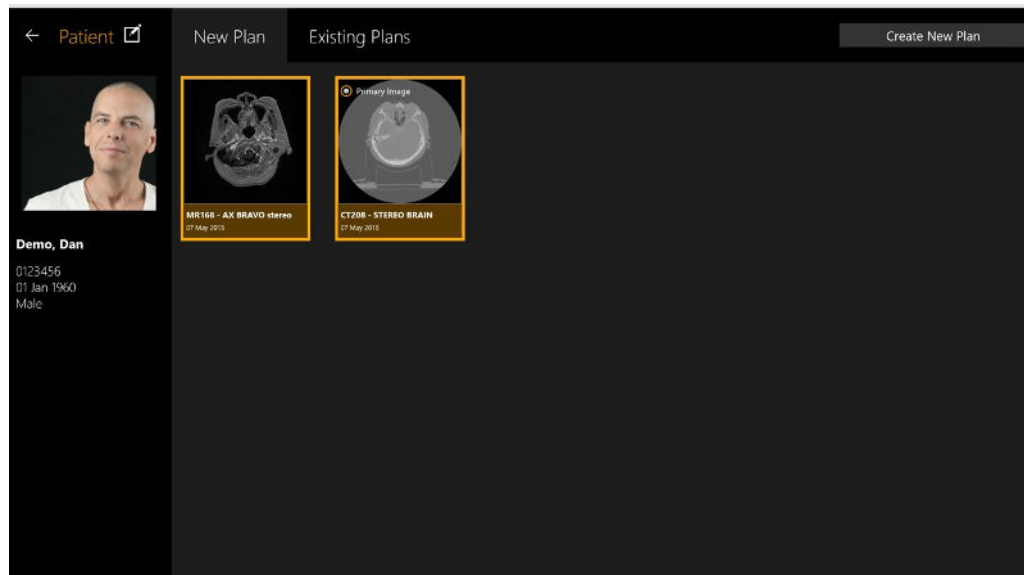 Patient
New Plan
Existing Plans
Create New Plan
Primary Image
MR168 - AX BRAVO stereo
07 May 2015
CT208 - STEREO BRAIN
07 May 2015
Demo, Dan
0123456
01 Jan 1960
Male